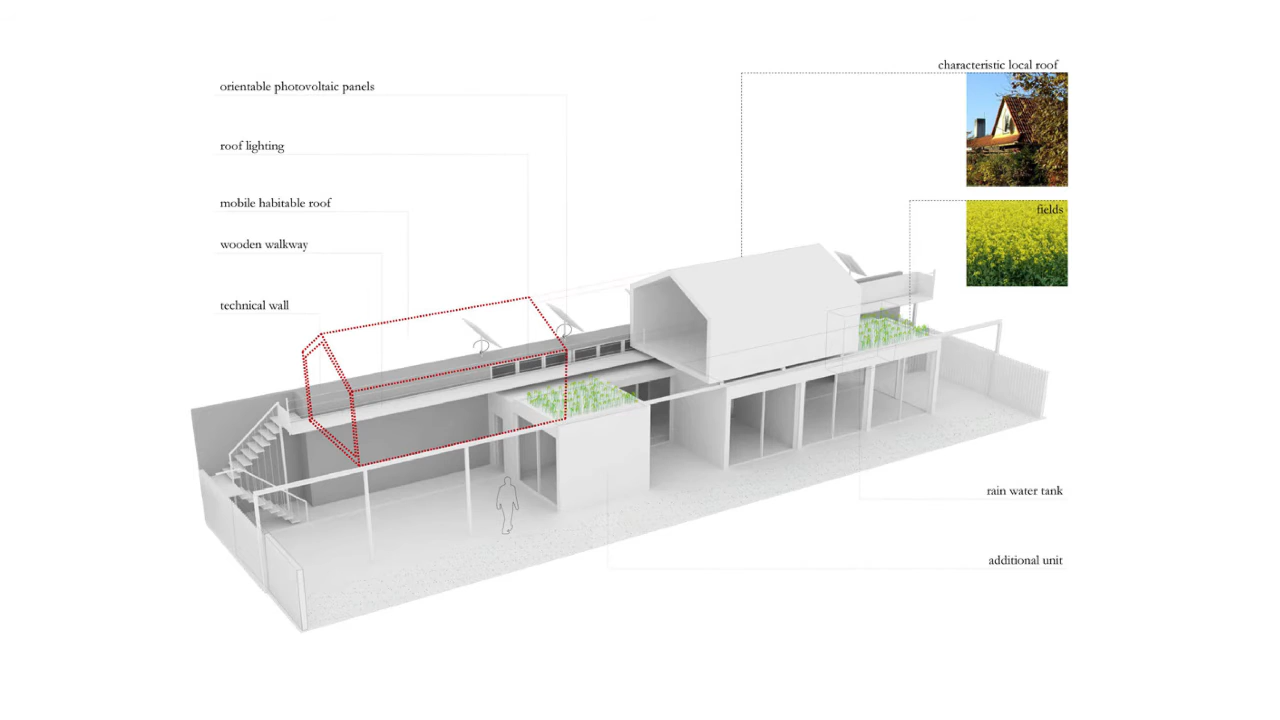 orientable photovoltaic panels
roof lighting
mobile habitable roof
wooden walkway
technical wall
characteristic local roof
fields
rain water tank
additional unit